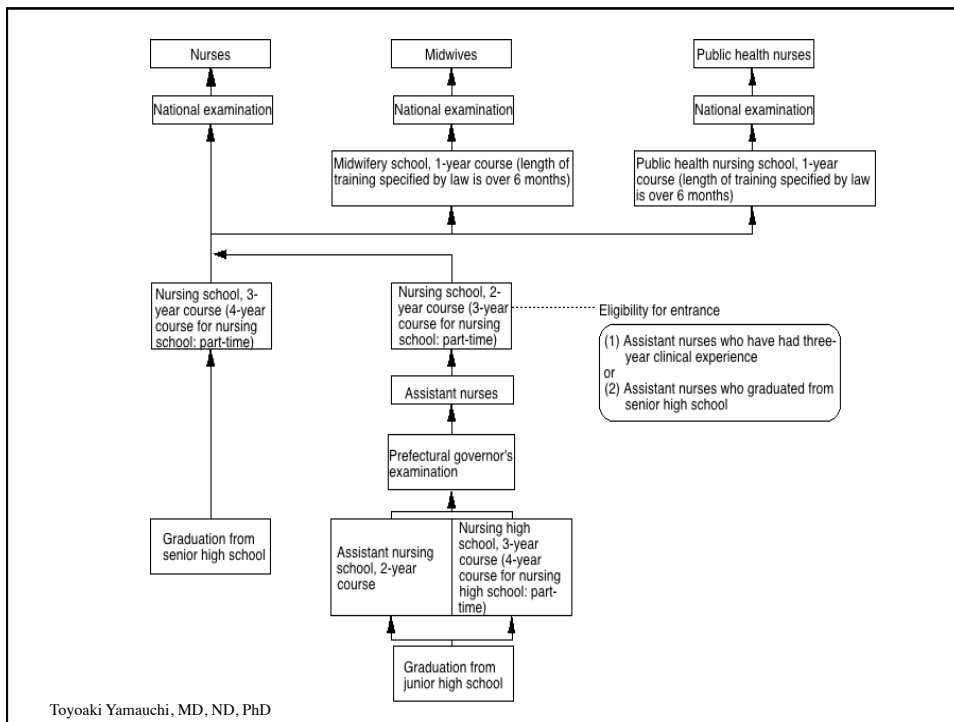 Nurses
Midwives
Public health nurses
National examination
National examination
National examination
Midwifery school, 1-year course (length of
training specified by law is over 6 months)
Public health nursing school, 1-year
course (length of training specified by law
is over 6 months)
Nursing school, 3-
year course (4-year
course for nursing
school: part-time)
Nursing school, 2-
year course (3-year
course for nursing
school: part-time)
Eligibility for entrance
(1) Assistant nurses who have had three-
year clinical experience
or
(2) Assistant nurses who graduated from
senior high school
Assistant nurses
Prefectural governor's
examination
Graduation from
senior high school
Assistant nursing
school, 2-year
course
Nursing high
school, 3-year
course (4-year
course for nursing
high school: part-
time)
Graduation from
junior high school
Toyoaki Yamauchi, MD, ND, PhD